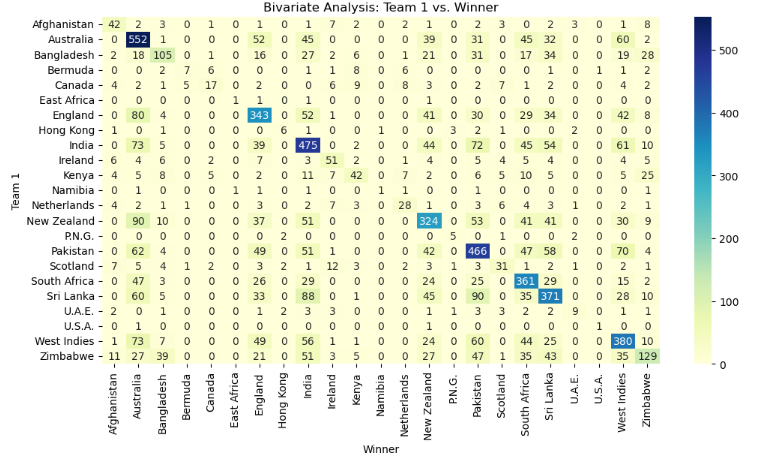 Bivariate Analysis: Team 1 vs. Winner
Afghanistan 42 2 3 0 1 0 1 0 1 7 2 1 0 1 0 2 3 0 2 3 0 1 8
Australia 0 552 0 0 0 0 52 0 45 0 0 0 0 39 0 31 0 45 32 0 0 60 2
Bangladesh 2 18 105 0 1 0 16 0 27 2 6 0 1 21 0 31 0 17 34 0 0 19 28
Bermuda 0 0 2 7 6 0 0 0 1 1 8 0 6 0 0 0 0 0 1 0 1 1 2
Canada 4 2 1 5 17 0 2 0 0 6 9 0 8 3 0 2 7 1 2 0 0 4 2
East Africa 0 0 0 0 0 1 1 0 1 0 0 0 0 1 0 0 0 0 0 0 0 0 0
England 0 80 4 0 0 0 343 0 52 1 0 0 0 41 0 30 0 29 34 0 0 42 8
Hong Kong 1 0 1 0 0 0 0 6 1 0 0 1 0 0 3 2 1 0 0 2 0 0 0
India 0 73 5 0 0 0 39 0 475 0 2 0 0 44 0 72 0 45 54 0 0 61 10
Ireland 6 4 6 0 2 0 7 0 3 51 2 0 1 4 0 5 4 5 4 0 0 4 5
Kenya 4 5 8 0 5 0 2 0 11 7 42 0 7 2 0 6 5 10 5 0 0 5 25
Namibia 0 1 0 0 0 1 1 0 1 0 0 1 0 0 0 1 0 0 0 0 0 0 1
Netherlands 4 2 1 1 0 0 3 0 2 7 3 0 28 1 0 3 6 4 3 1 0 2 1
New Zealand 0 90 10 0 0 0 37 0 51 0 0 0 0 324 0 53 0 41 41 0 0 30 9
P.N.G. 0 0 0 0 0 0 0 2 0 0 0 0 0 0 5 0 1 0 0 2 0 0 0
Pakistan 0 62 4 0 0 0 49 0 51 1 0 0 0 42 0 466 0 47 58 0 0 70 4
Scotland 7 5 4 1 2 0 3 2 1 12 3 0 2 3 1 3 31 1 2 1 0 2 1
South Africa 0 47 3 0 0 0 26 0 29 0 0 0 0 24 0 25 0 361 29 0 0 15 2
Sri Lanka 0 60 5 0 0 0 33 0 88 0 1 0 0 45 0 90 0 35 371 0 0 28 10
U.A.E. 2 0 1 0 0 0 1 2 3 3 0 0 3 1 1 3 3 2 2 9 0 1 1
U.S.A. 0 1 0 0 0 0 0 0 0 0 0 0 0 1 0 0 0 0 0 0 1 0 0
West Indies 1 73 7 0 0 0 49 0 56 1 1 0 0 24 0 60 0 44 25 0 0 380 10
Zimbabwe 11 27 39 0 1 0 21 0 51 3 5 0 1 27 0 47 1 35 43 0 0 35 129
Team 1
Afghanistan
Australia
Bangladesh
Bermuda
Canada
East Africa
England
Hong Kong
India
Ireland
Kenya
Namibia
Netherlands
New Zealand
P.N.G.
Pakistan
Scotland
South Africa
Sri Lanka
U.A.E.
U.S.A.
West Indies
Zimbabwe
Winner
500
400
300
200
100
0